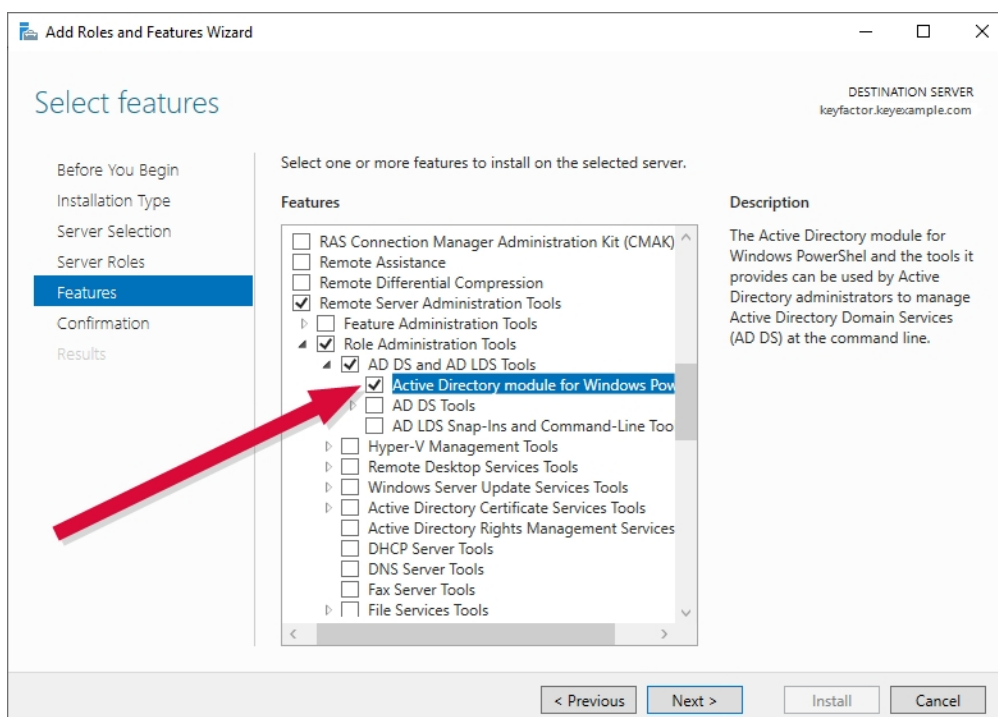 Add Roles and Features Wizard
Select features
DESTINATION SERVER
keyfactor.keyexample.com
Before You Begin
Installation Type
Server Selection
Server Roles
Features
Confirmation
Results
Select one or more features to install on the selected server.
Features
RAS Connection Manager Administration Kit (CMAK)
Remote Assistance
Remote Differential Compression
Remote Server Administration Tools
Feature Administration Tools
Role Administration Tools
AD DS and AD LDS Tools
Active Directory module for Windows Pow
AD DS Tools
AD LDS Snap-Ins and Command-Line Too
Hyper-V Management Tools
Remote Desktop Services Tools
Windows Server Update Services Tools
Active Directory Certificate Services Tools
Active Directory Rights Management Services
DHCP Server Tools
DNS Server Tools
Fax Server Tools
File Services Tools
Description
The Active Directory module for
Windows PowerShel and the tools it
provides can be used by Active
Directory administrators to manage
Active Directory Domain Services
(AD DS) at the command line.
< Previous
Next >
Install
Cancel